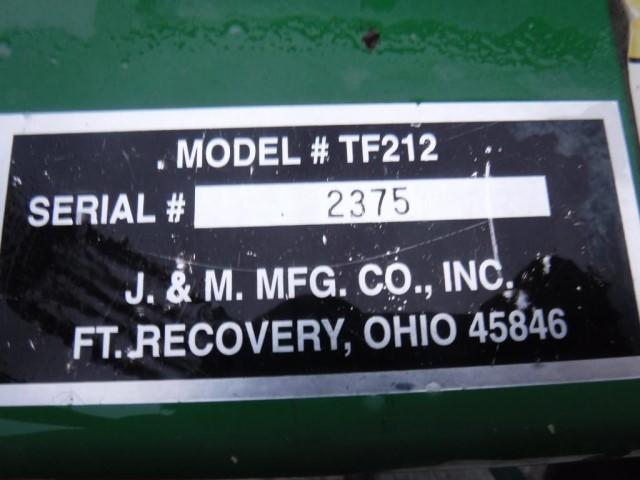 MODEL # TF212
SERIAL # 2375
J. & M. MFG. CO., INC.
FT. RECOVERY, OHIO 45846